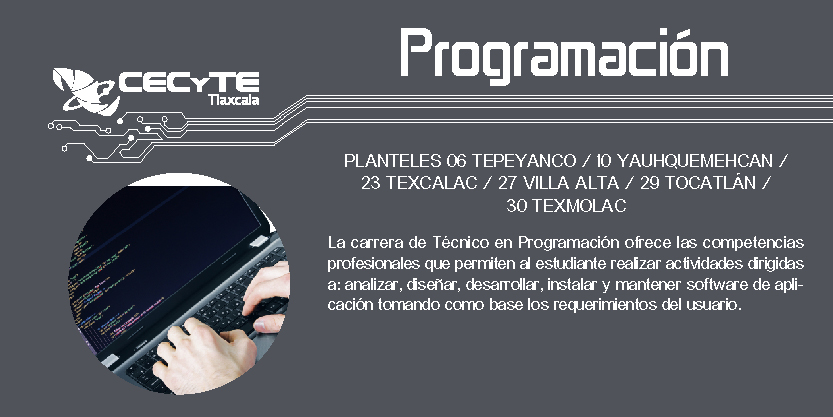 Programación
CECyTE
Tlaxcala
PLANTELES 06 TEPEYANCO / 10 YAUHQUEMEHCAN /
23 TEXCALAC / 27 VILLA ALTA / 29 TOCATLÁN /
30 TEXMOLAC
La carrera de Técnico en Programación ofrece las competencias
profesionales que permiten al estudiante realizar actividades dirigidas
a: analizar, diseñar, desarrollar, instalar y mantener software de apli-
cación tomando como base los requerimientos del usuario.